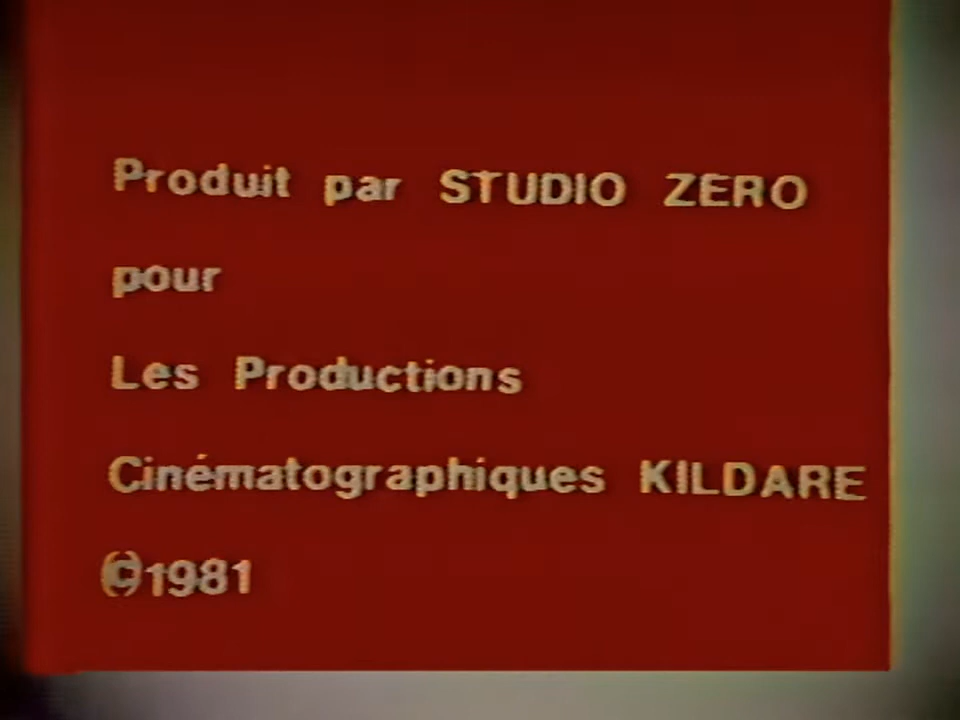 Produit par STUDIO ZERO
pour
Les Productions
Cinématographiques KILDARE
©1981